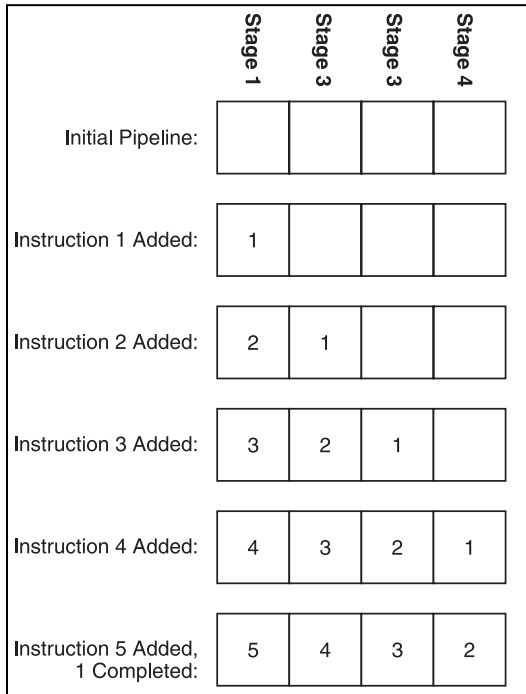 Stage 1
Stage 3
Stage 3
Stage 4
Initial Pipeline:
Instruction 1 Added:
1
Instruction 2 Added:
2 1
Instruction 3 Added:
3 2 1
Instruction 4 Added:
4 3 2 1
Instruction 5 Added,
1 Completed:
5 4 3 2